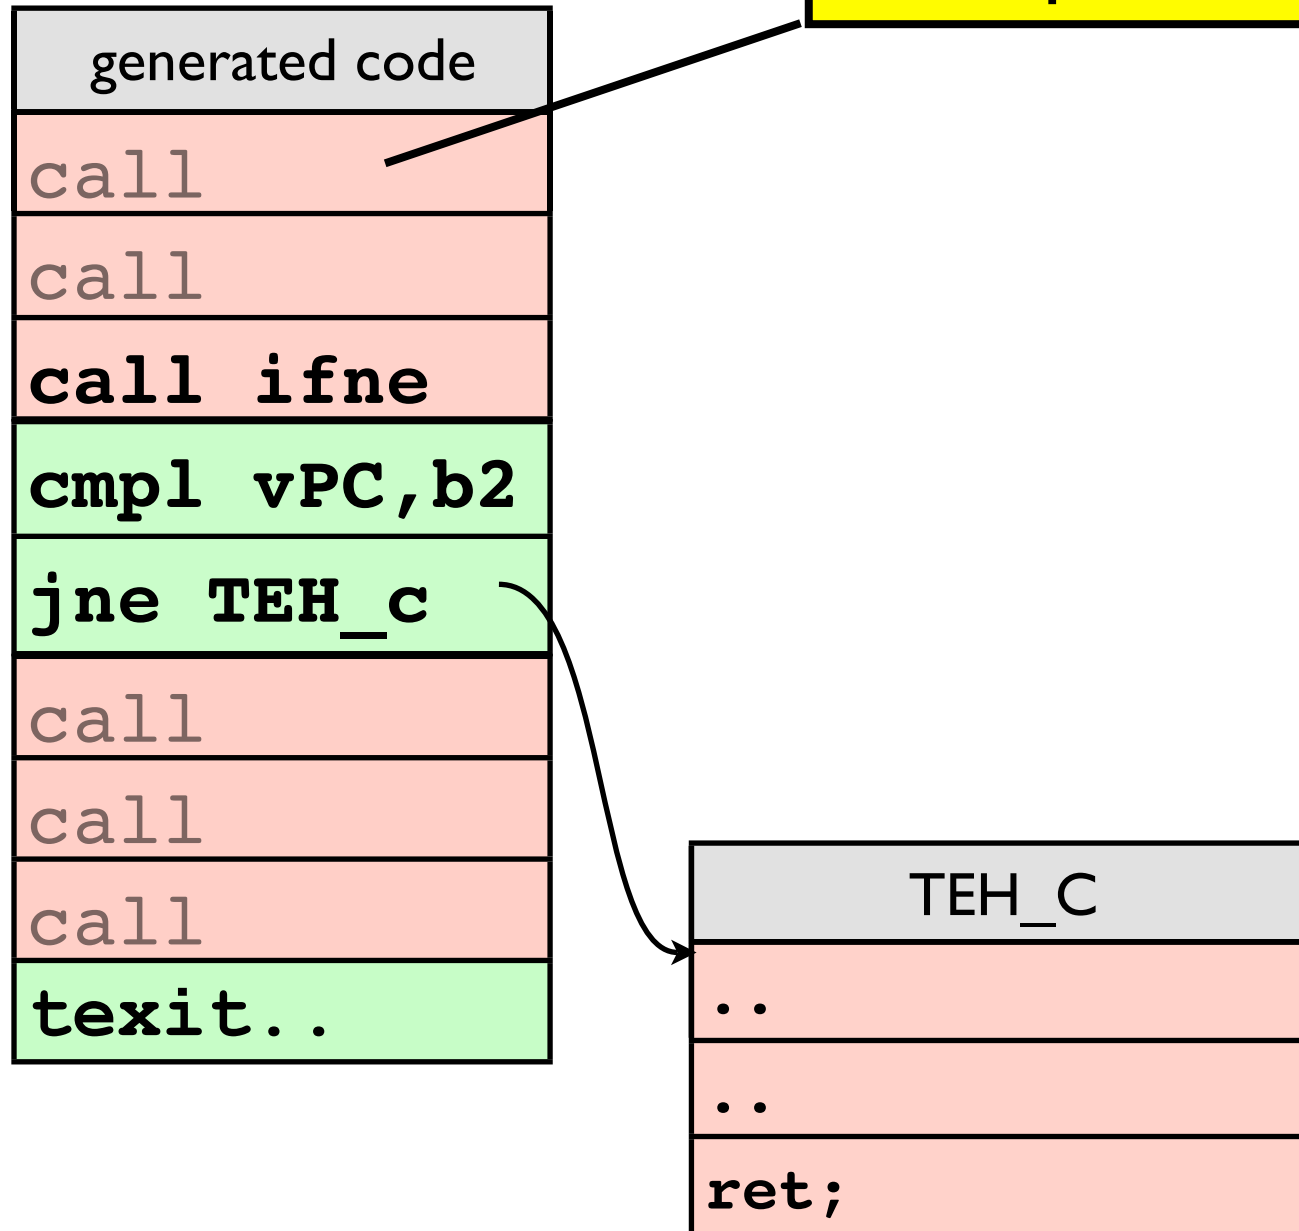 generated code
call
call
call ifne
cmpl vPC,b2
jne TEH_c
call
call
call
texit..
TEH_C
..
..
ret;